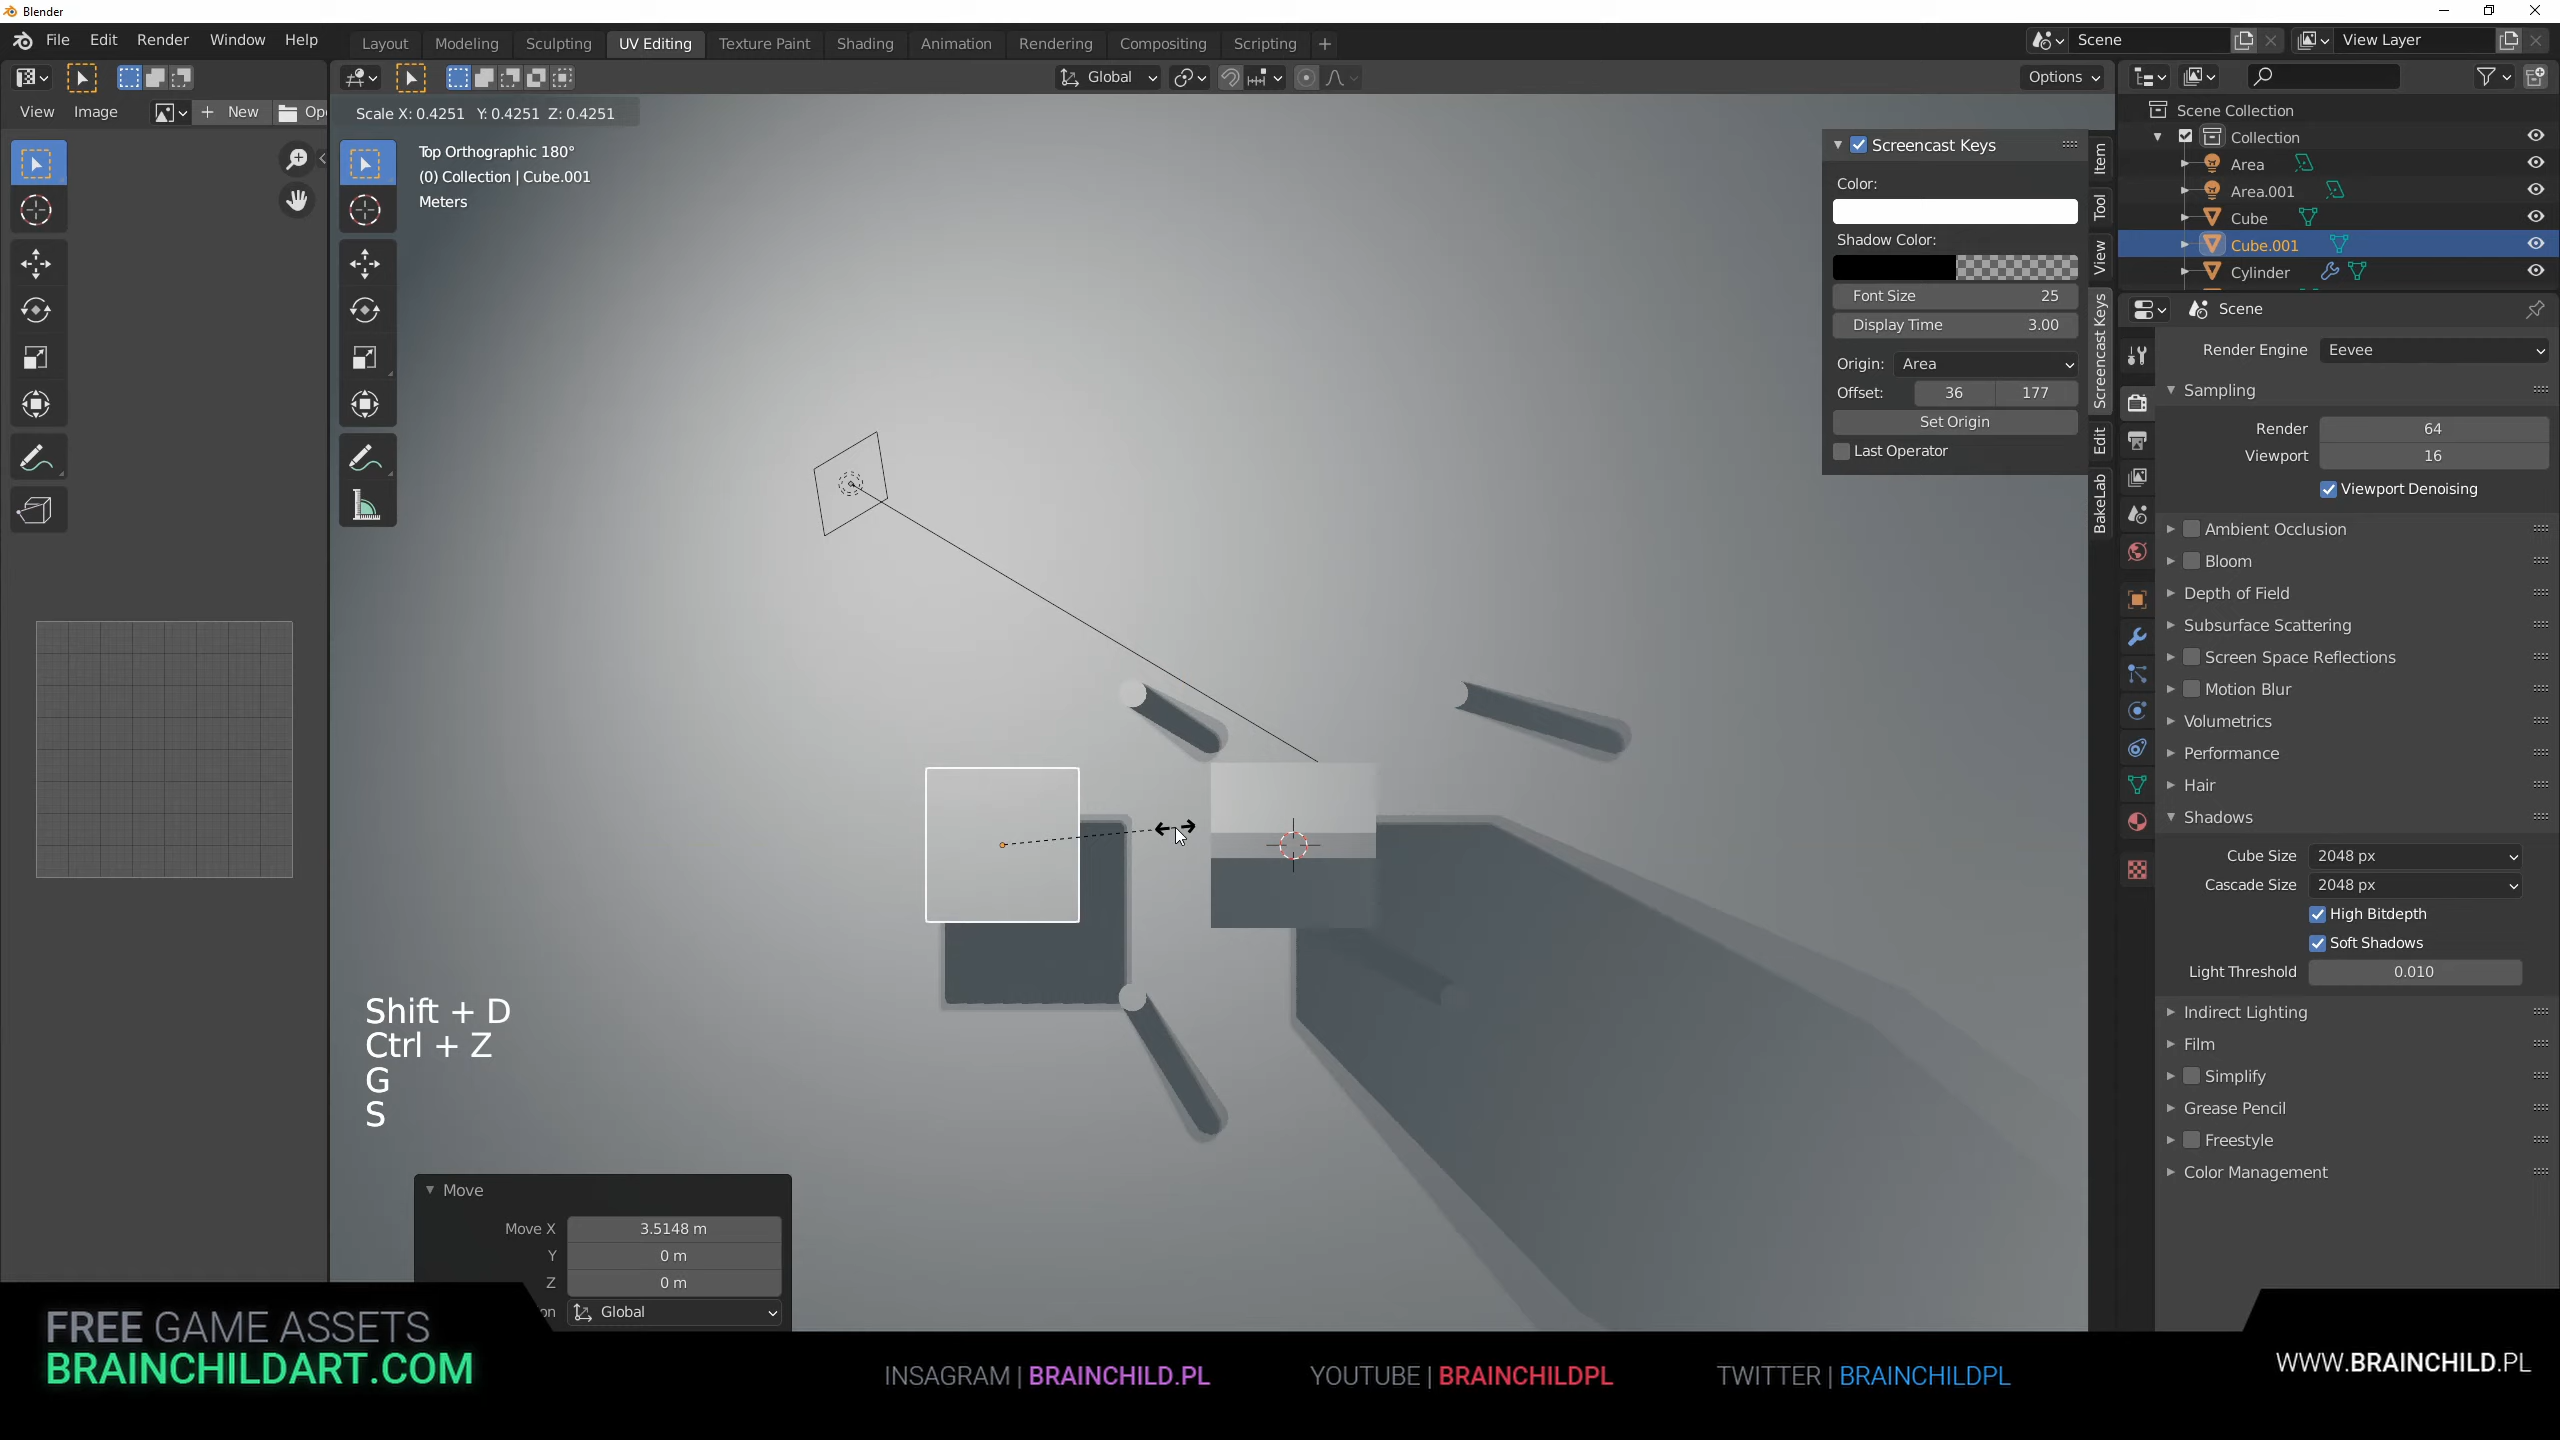 Blender
File Edit Render Window Help
Layout Modeling Sculpting UV Editing Texture Paint Shading Animation Rendering Compositing Scripting
Scene
View Layer
Global
Options
View Image New Op
Scale X: 0.4251 Y: 0.4251 Z: 0.4251
Top Orthographic 180°
(0) Collection | Cube.001
Meters
Screencast Keys
Color:
Shadow Color:
Font Size 25
Display Time 3.00
Origin: Area
Offset: 36 177
Set Origin
Last Operator
Item
Tool
View
Screencast Keys
Edit
BakeLab
Scene Collection
Collection
Area
Area.001
Cube
Cube.001
Cylinder
Scene
Render Engine Eevee
Sampling
Render 64
Viewport 16
Viewport Denoising
Ambient Occlusion
Bloom
Depth of Field
Subsurface Scattering
Screen Space Reflections
Motion Blur
Volumetrics
Performance
Hair
Shadows
Cube Size 2048 px
Cascade Size 2048 px
High Bitdepth
Soft Shadows
Light Threshold 0.010
Indirect Lighting
Film
Simplify
Grease Pencil
Freestyle
Color Management
Shift + D
Ctrl + Z
G
S
Move
Move X 3.5148 m
Y 0 m
Z 0 m
on Global
FREE GAME ASSETS
BRAINCHILDART.COM
INSAGRAM | BRAINCHILD.PL
YOUTUBE | BRAINCHILDPL
TWITTER | BRAINCHILDPL
WWW.BRAINCHILD.PL